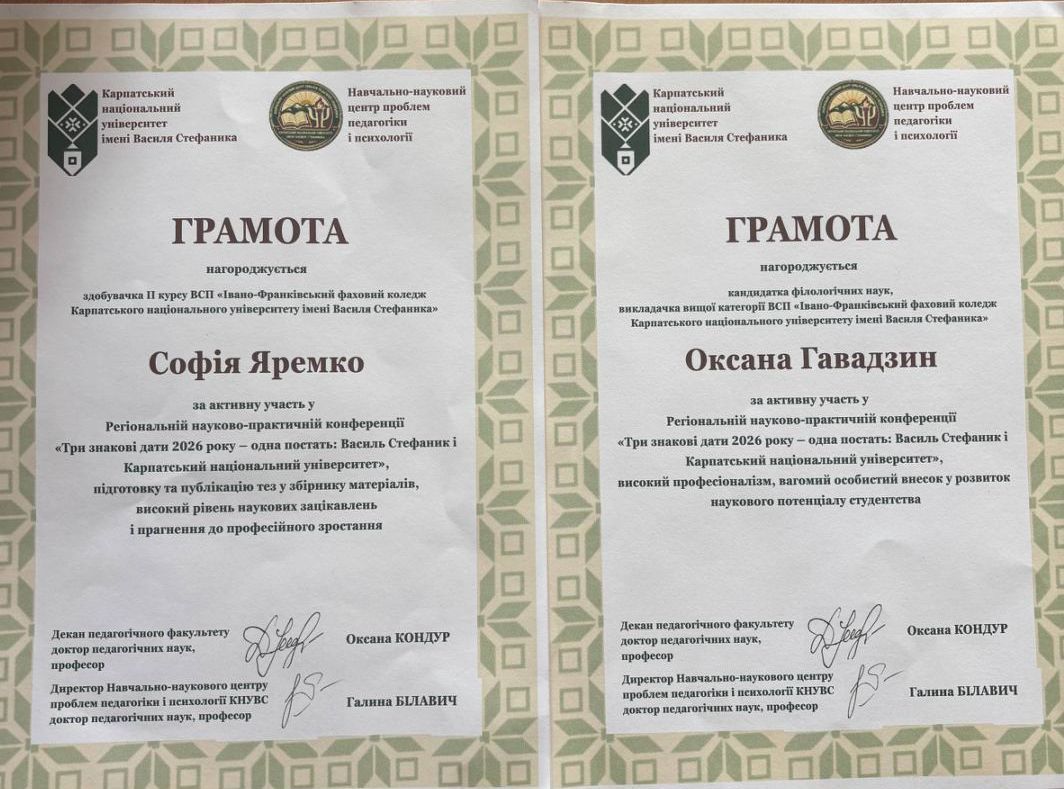 Карпатський
національний
університет
імені Василя Стефаника
Навчально-науковий
центр проблем
педагогіки
і психології
ГРАМОТА
нагороджується
здобувачка ІІ курсу ВСП «Івано-Франківський фаховий коледж
Карпатського національного університету імені Василя Стефаника»
Софія Яремко
за активну участь у
Регіональній науково-практичній конференції
«Три знакові дати 2026 року – одна постать: Василь Стефаник і
Карпатський національний університет»,
підготовку та публікацію тез у збірнику матеріалів,
високий рівень наукових зацікавлень
і прагнення до професійного зростання
Декан педагогічного факультету
доктор педагогічних наук,
професор
Оксана КОНДУР
Директор Навчально-наукового центру
проблем педагогіки і психології КНУВС
доктор педагогічних наук, професор
Галина БІЛАВИЧ
Карпатський
національний
університет
імені Василя Стефаника
Навчально-науковий
центр проблем
педагогіки
і психології
ГРАМОТА
нагороджується
кандидатка філологічних наук,
викладачка вищої категорії ВСП «Івано-Франківський фаховий коледж
Карпатського національного університету імені Василя Стефаника»
Оксана Гавадзин
за активну участь у
Регіональній науково-практичній конференції
«Три знакові дати 2026 року – одна постать: Василь Стефаник і
Карпатський національний університет»,
високий професіоналізм, вагомий особистий внесок у розвиток
наукового потенціалу студентства
Декан педагогічного факультету
доктор педагогічних наук,
професор
Оксана КОНДУР
Директор Навчально-наукового центру
проблем педагогіки і психології КНУВС
доктор педагогічних наук, професор
Галина БІЛАВИЧ